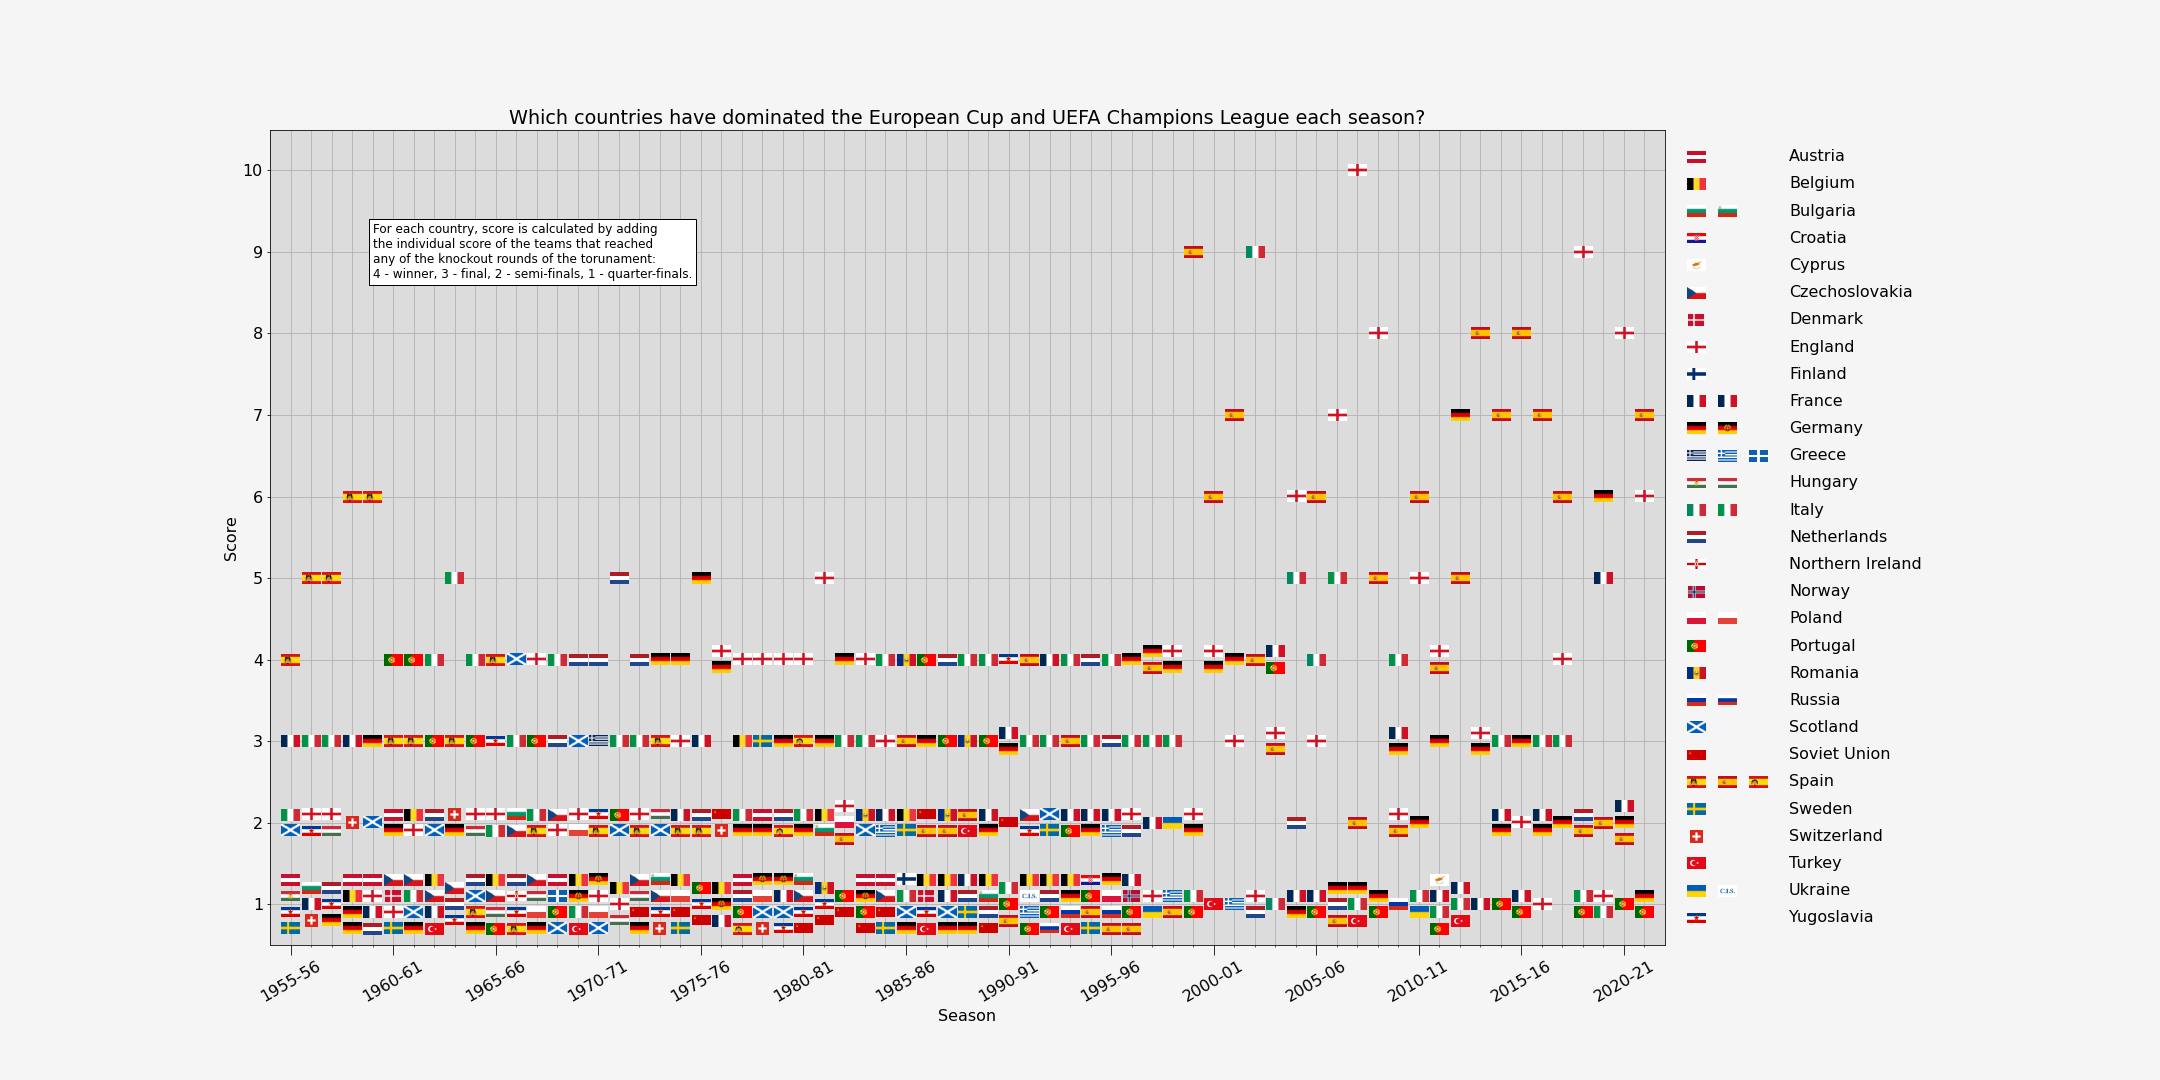 Which countries have dominated the European Cup and UEFA Champions League each season?
10
9
8
7
6
5
4
3
2
1
Score
For each country, score is calculated by adding
the individual score of the teams that reached
any of the knockout rounds of the torunament:
4 - winner, 3 - final, 2 - semi-finals, 1 - quarter-finals.
1955-56
1960-61
1965-66
1970-71
1975-76
1980-81
1985-86
1990-91
1995-96
2000-01
2005-06
2010-11
2015-16
2020-21
Season
Austria
Belgium
Bulgaria
Croatia
Cyprus
Czechoslovakia
Denmark
England
Finland
France
Germany
Greece
Hungary
Italy
Netherlands
Northern Ireland
Norway
Poland
Portugal
Romania
Russia
Scotland
Soviet Union
Spain
Sweden
Switzerland
Turkey
C.I.S. Ukraine
Yugoslavia
C.I.S.